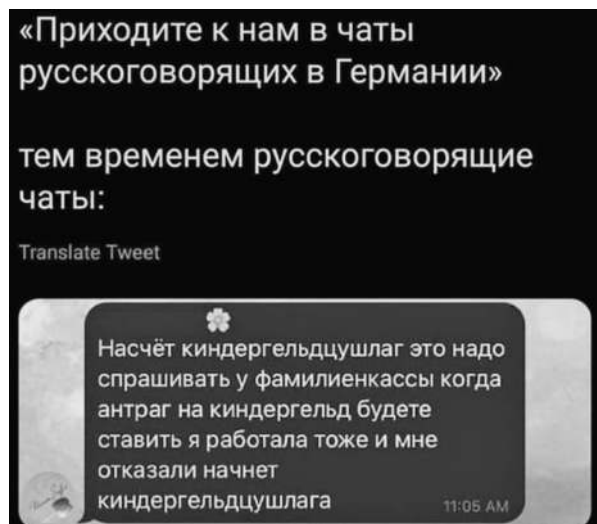 «Приходите к нам в чаты
русскоговорящих в Германии»
тем временем русскоговорящие
чаты:
Translate Tweet
Насчёт киндергельдцушлаг это надо
спрашивать у фамилиенкассы когда
антраг на киндергельд будете
ставить я работала тоже и мне
отказали начнет
киндергельдцушлага
11:05 AM